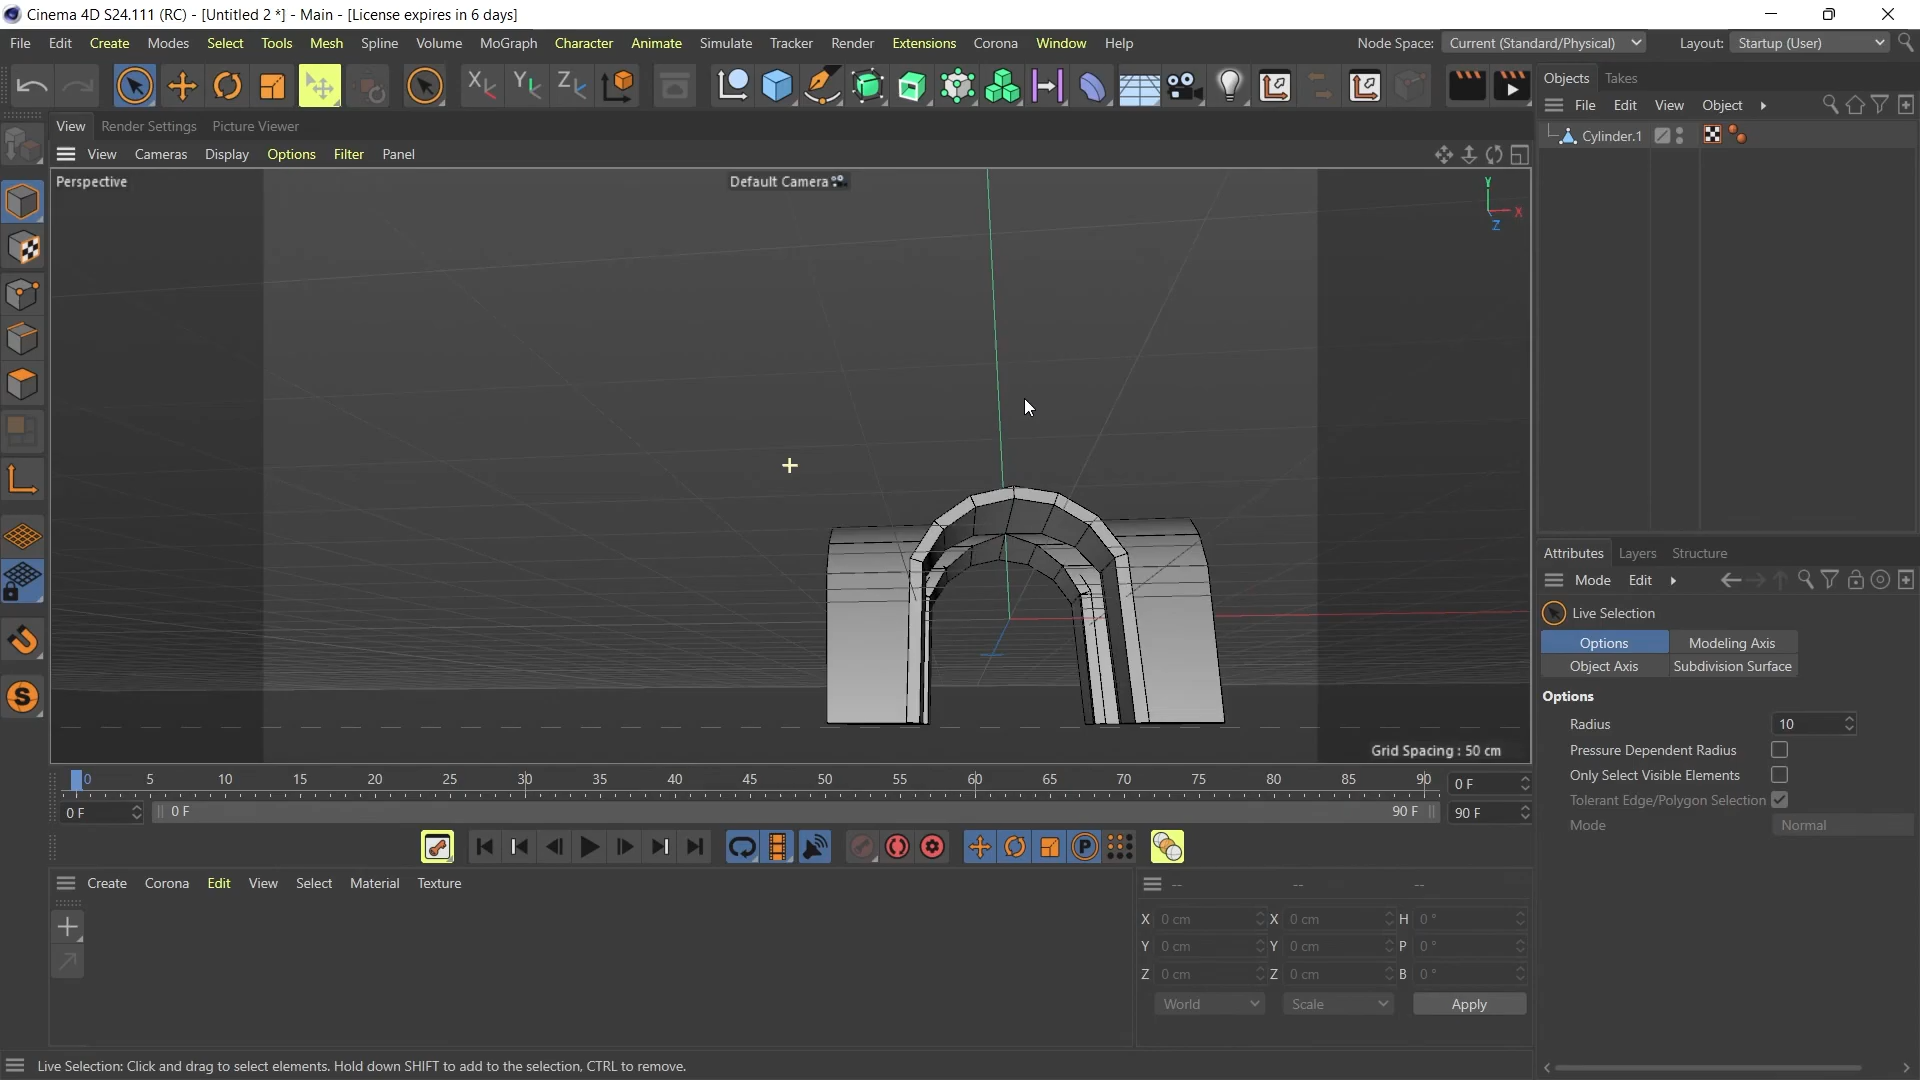 Cinema 4D S24.111 (RC) - [Untitled 2 *] - Main - [License expires in 6 days]
File Edit Create Modes Select Tools Mesh Spline Volume MoGraph Character Animate Simulate Tracker Render Extensions Corona Window Help Node Space: Current (Standard/Physical) Layout: Startup (User)
X Y Z
Objects Takes
File Edit View Object
Cylinder.1
View Render Settings Picture Viewer
View Cameras Display Options Filter Panel
Perspective Default Camera
Y
X
Z
Grid Spacing : 50 cm
Attributes Layers Structure
Mode Edit
Live Selection
Options Modeling Axis
Object Axis Subdivision Surface
Options
Radius 10
Pressure Dependent Radius
Only Select Visible Elements
Tolerant Edge/Polygon Selection
Mode Normal
S
0 5 10 15 20 25 30 35 40 45 50 55 60 65 70 75 80 85 90 0 F
0 F 0 F 90 F 90 F
P
Create Corona Edit View Select Material Texture
-- -- --
X 0 cm X 0 cm H 0 °
Y 0 cm Y 0 cm P 0 °
Z 0 cm Z 0 cm B 0 °
World Scale Apply
Live Selection: Click and drag to select elements. Hold down SHIFT to add to the selection, CTRL to remove.